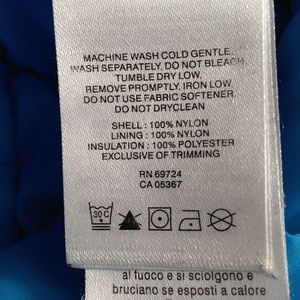 MACHINE WASH COLD GENTLE.
WASH SEPARATELY. DO NOT BLEACH.
TUMBLE DRY LOW.
REMOVE PROMPTLY. IRON LOW.
DO NOT USE FABRIC SOFTENER.
DO NOT DRYCLEAN
SHELL : 100% NYLON
LINING : 100% NYLON
INSULATION : 100% POLYESTER
EXCLUSIVE OF TRIMMING
RN 69724
CA 05367
30 C
al fuoco e si sciolgono e
bruciano se esposti a calore